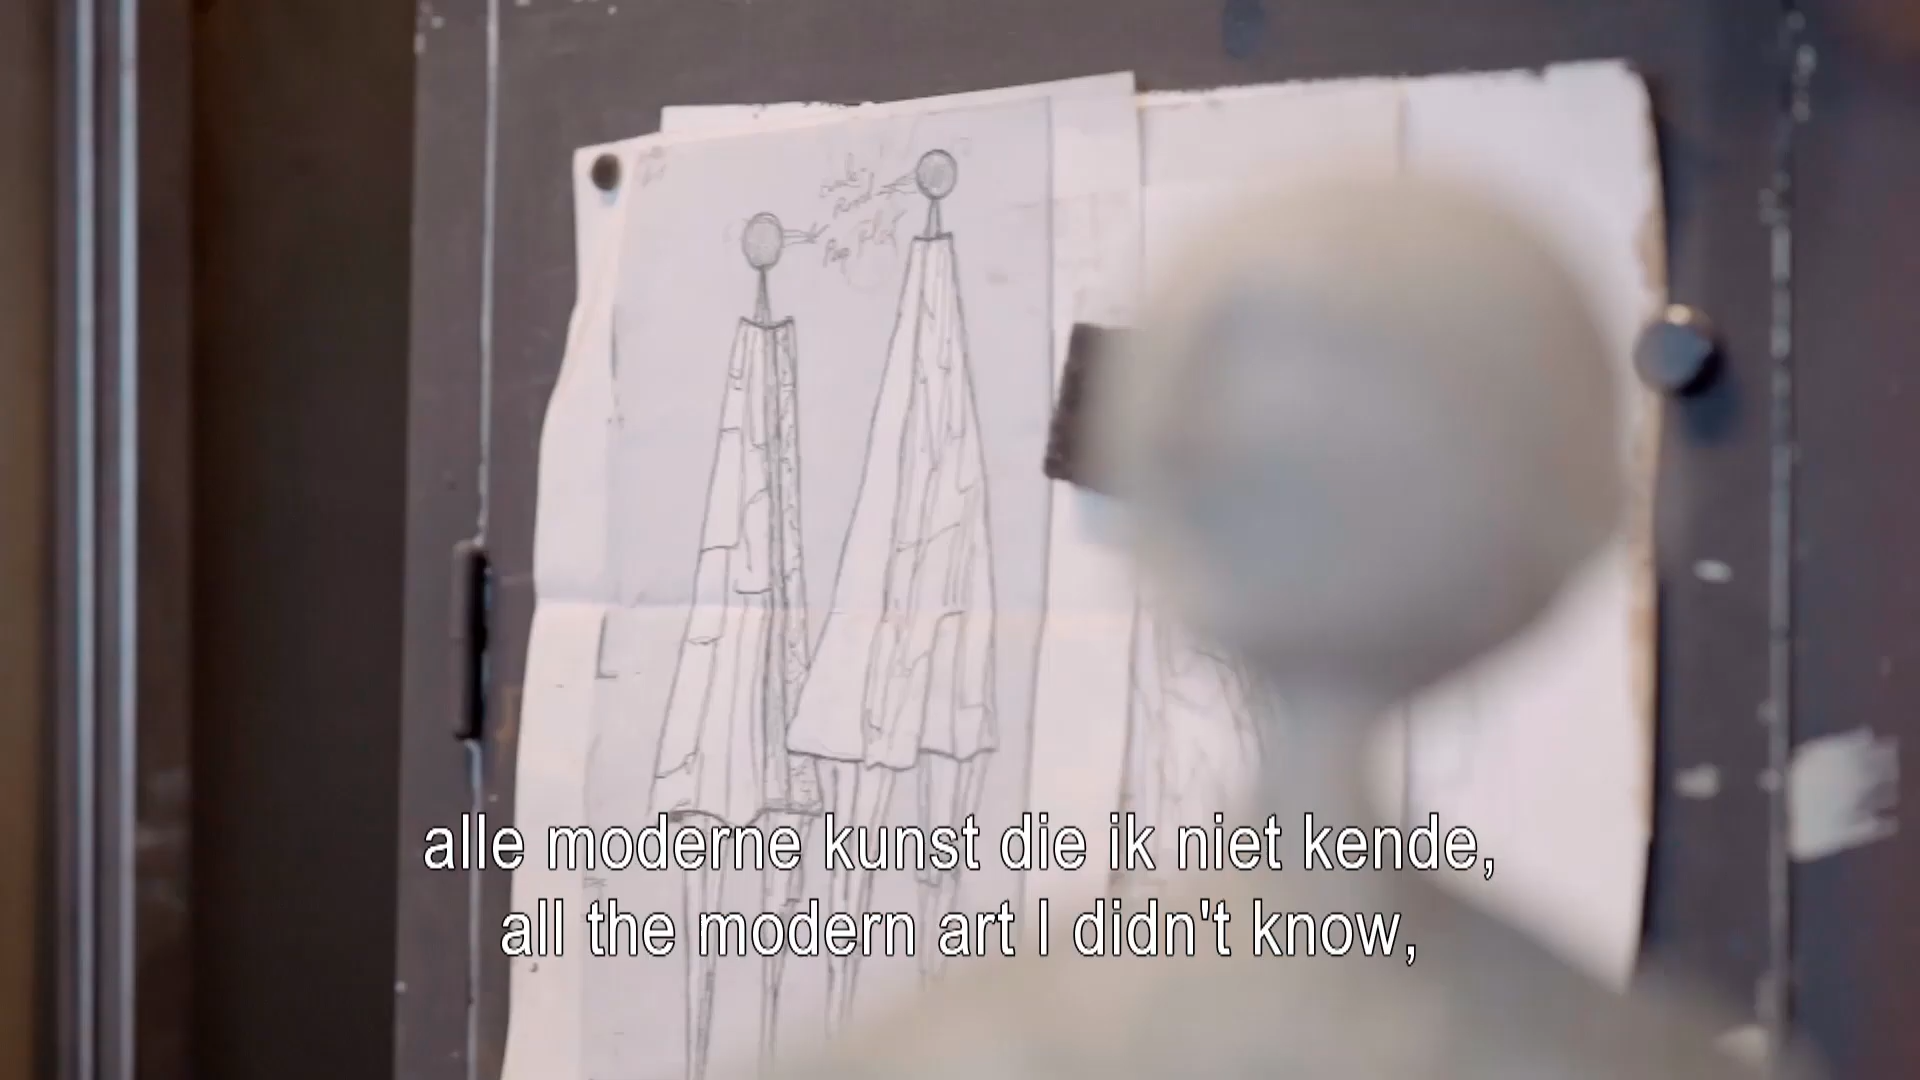 alle moderne kunst die ik niet kende,
all the modern art I didn't know,